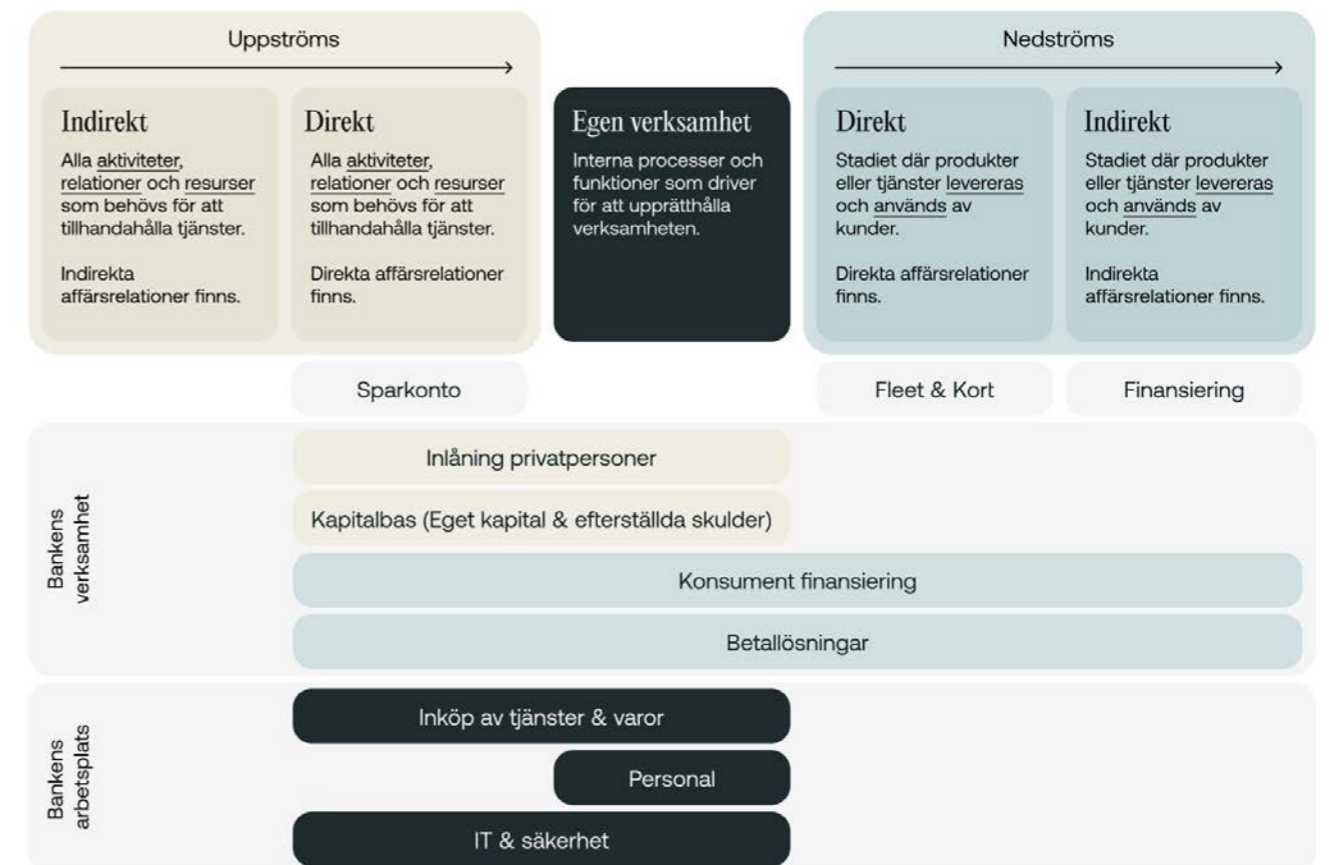 Uppströms
Indirekt
Alla aktiviteter,
relationer och resurser
som behövs för att
tillhandahålla tjänster.
Indirekta
affärsrelationer finns.
Direkt
Alla aktiviteter,
relationer och resurser
som behövs för att
tillhandahålla tjänster.
Direkta affärsrelationer
finns.
Egen verksamhet
Interna processer och
funktioner som driver
för att upprätthålla
verksamheten.
Nedströms
Direkt
Stadiet där produkter
eller tjänster levereras
och används av
kunder.
Direkta affärsrelationer
finns.
Indirekt
Stadiet där produkter
eller tjänster levereras
och används av
kunder.
Indirekta
affärsrelationer finns.
Sparkonto
Fleet & Kort
Finansiering
Bankens
verksamhet
Inlåning privatpersoner
Kapitalbas (Eget kapital & efterställda skulder)
Konsument finansiering
Betallösningar
Bankens
arbetsplats
Inköp av tjänster & varor
Personal
IT & säkerhet